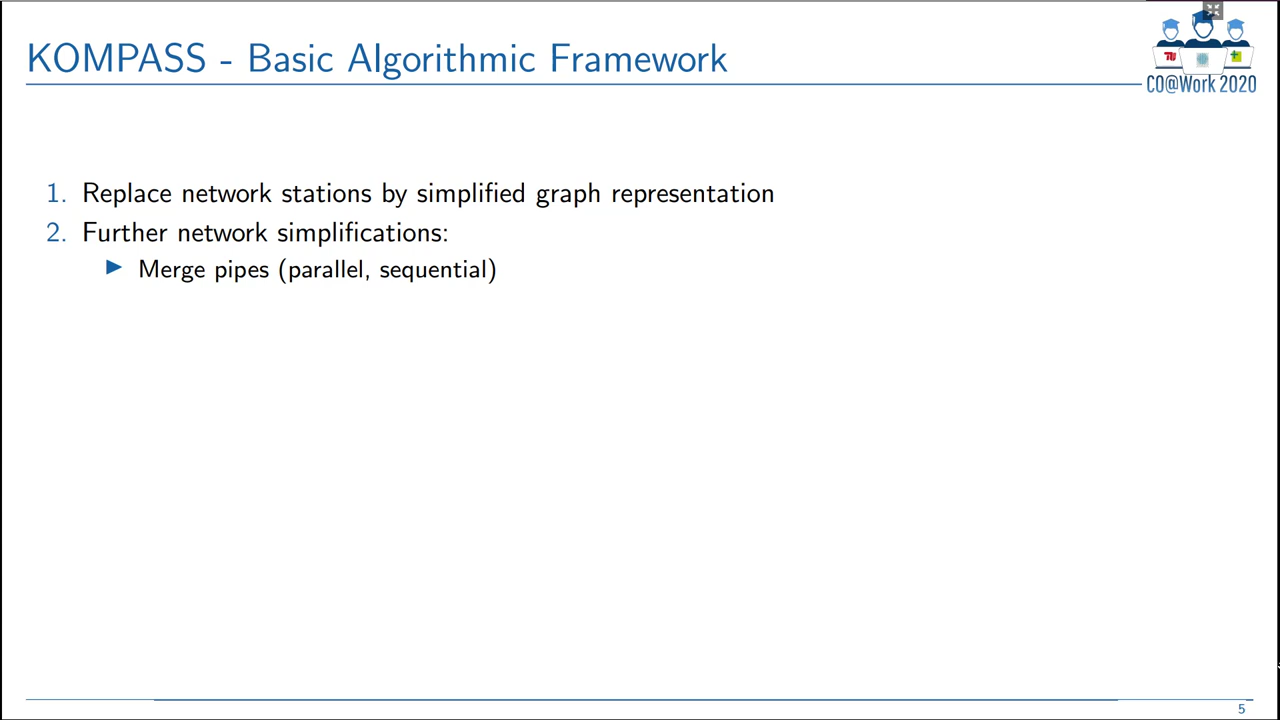 KOMPASS - Basic Algorithmic Framework
CO@Work 2020
1. Replace network stations by simplified graph representation
2. Further network simplifications:
▶ Merge pipes (parallel, sequential)
5